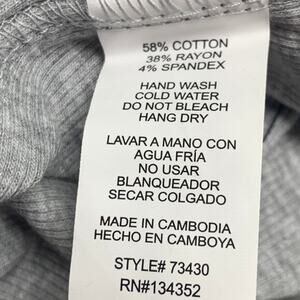 58% COTTON
38% RAYON
4% SPANDEX
HAND WASH
COLD WATER
DO NOT BLEACH
HANG DRY
LAVAR A MANO CON
AGUA FRÍA
NO USAR
BLANQUEADOR
SECAR COLGADO
MADE IN CAMBODIA
HECHO EN CAMBOYA
STYLE# 73430
RN#134352